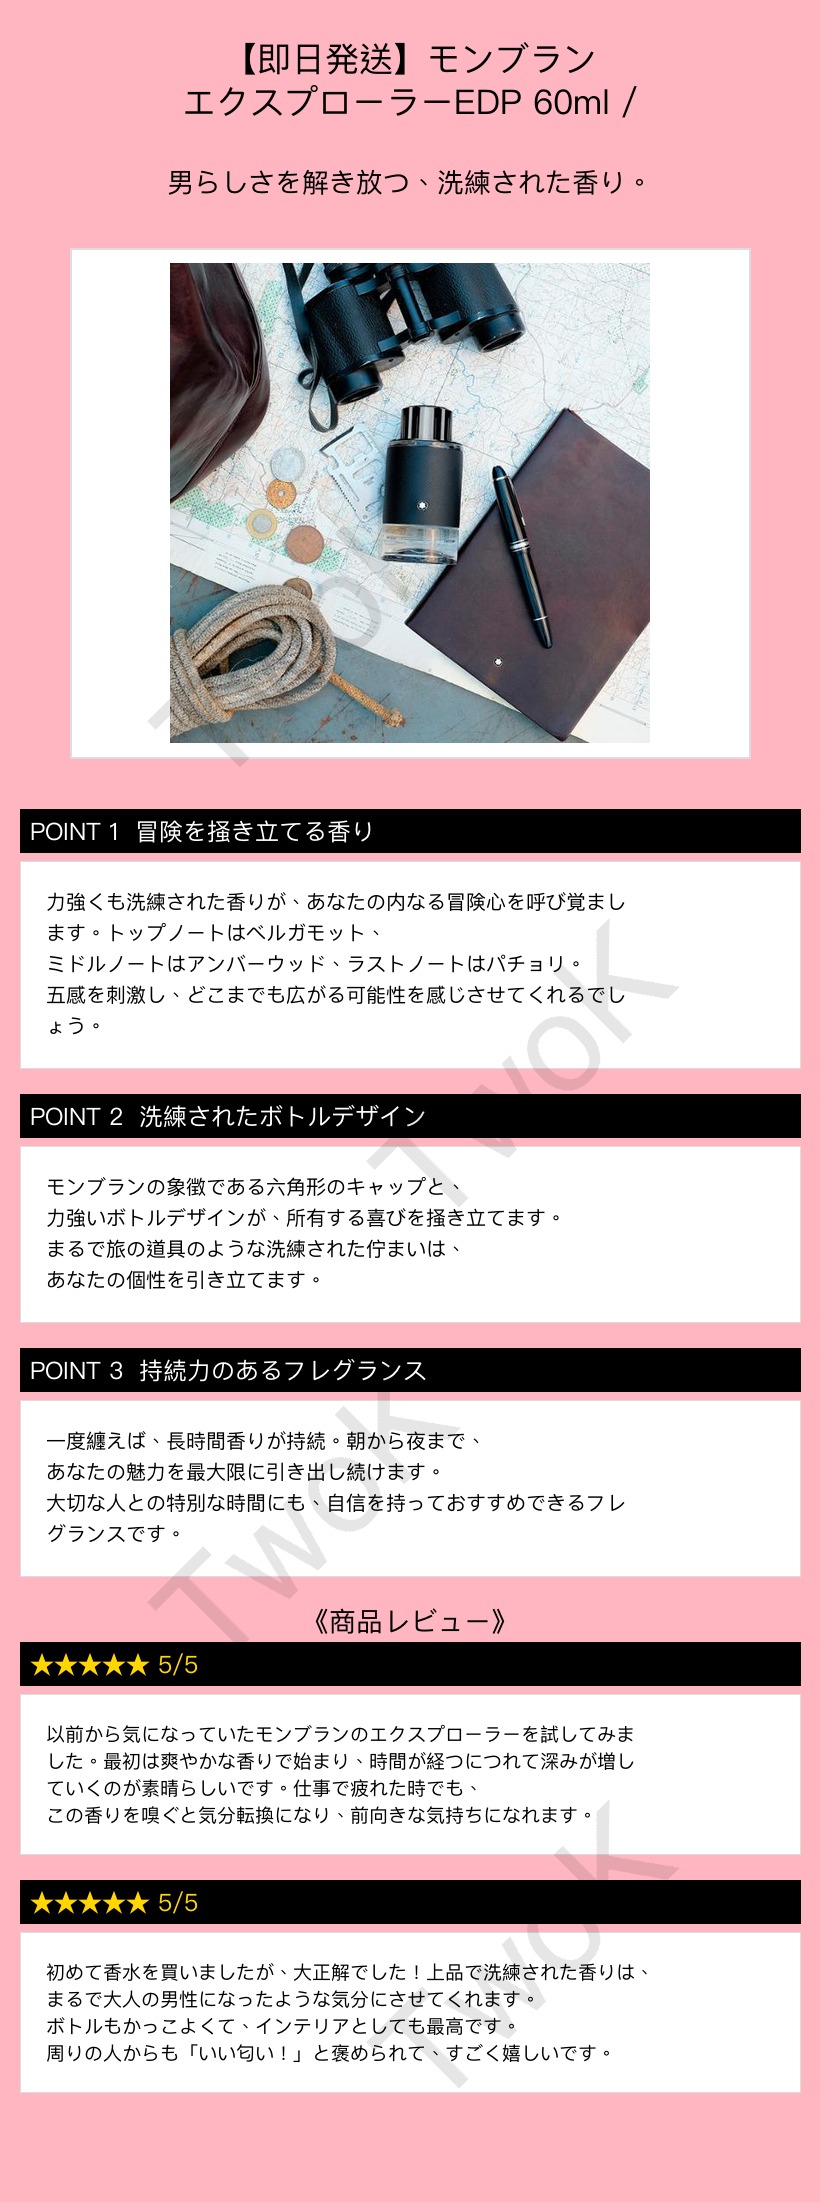 【即日発送】モンブラン
エクスプローラーEDP 60ml /
男らしさを解き放つ、洗練された香り。
POINT 1 冒険を掻き立てる香り
力強くも洗練された香りが、あなたの内なる冒険心を呼び覚まし
ます。トップノートはベルガモット、
ミドルノートはアンバーウッド、ラストノートはパチョリ。
五感を刺激し、どこまでも広がる可能性を感じさせてくれるでし
ょう。
POINT 2 洗練されたボトルデザイン
モンブランの象徴である六角形のキャップと、
力強いボトルデザインが、所有する喜びを掻き立てます。
まるで旅の道具のような洗練された佇まいは、
あなたの個性を引き立てます。
POINT 3 持続力のあるフレグランス
一度纏えば、長時間香りが持続。朝から夜まで、
あなたの魅力を最大限に引き出し続けます。
大切な人との特別な時間にも、自信を持っておすすめできるフレ
グランスです。
《商品レビュー》
★★★★★ 5/5
以前から気になっていたモンブランのエクスプローラーを試してみま
した。最初は爽やかな香りで始まり、時間が経つにつれて深みが増し
ていくのが素晴らしいです。仕事で疲れた時でも、
この香りを嗅ぐと気分転換になり、前向きな気持ちになれます。
★★★★★ 5/5
初めて香水を買いましたが、大正解でした！上品で洗練された香りは、
まるで大人の男性になったような気分にさせてくれます。
ボトルもかっこよくて、インテリアとしても最高です。
周りの人からも「いい匂い！」と褒められて、すごく嬉しいです。
TwoK
TwoK
TwoK
TwoK